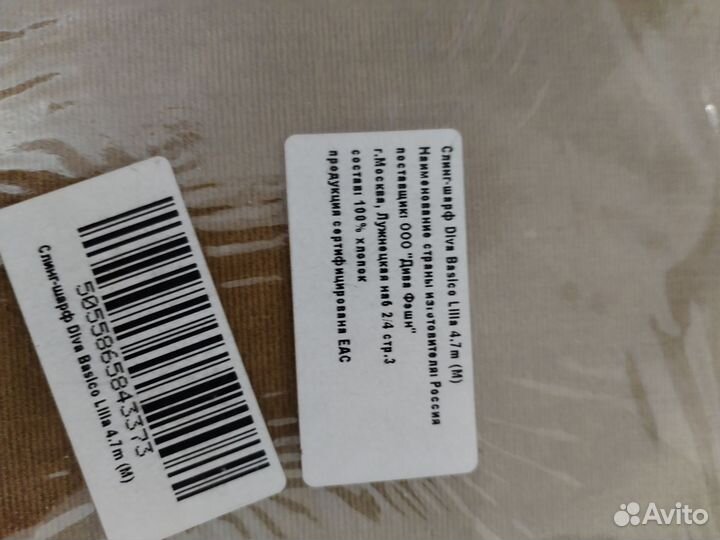 Слинг-шарф Diva Basico Lilla 4,7m (M)
Наименование страны изготовителя: Россия
поставщик: ООО "Дива Фэшн"
г.Москва, Лужнецкая наб 2/4 стр.3
состав: 100% хлопок
продукция сертифицирована ЕАС
5055865843373
Слинг-шарф Diva Basico Lilla 4,7m (M)
Avito